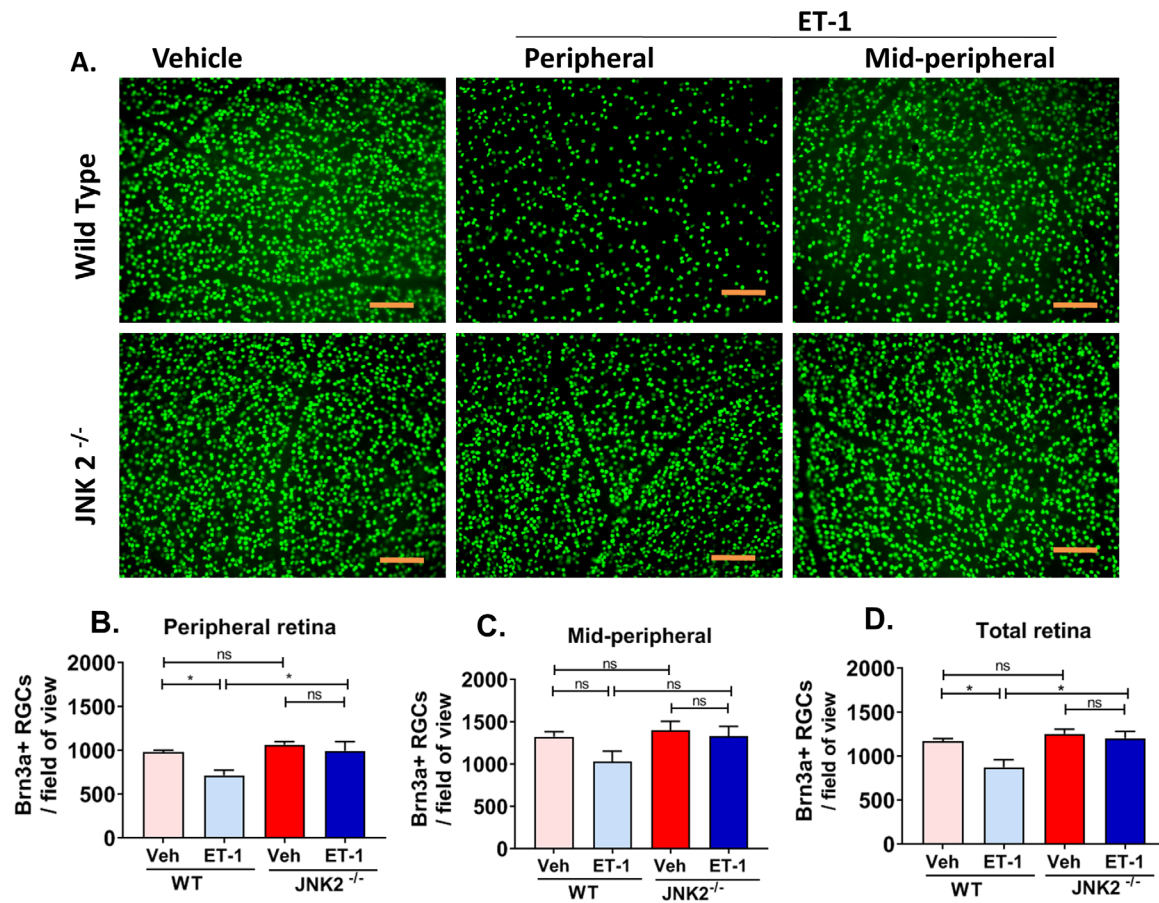 ET-1
A.
Vehicle
Peripheral
Mid-peripheral
Wild Type
JNK 2 -/-
B.
Peripheral retina
Brn3a+ RGCs
/ field of view
2000
1500
1000
500
0
ns
*
*
ns
Veh
ET-1
Veh
ET-1
WT
JNK2 -/-
C.
Mid-peripheral
Brn3a+ RGCs
/ field of view
2000
1500
1000
500
0
ns
ns
ns
ns
Veh
ET-1
Veh
ET-1
WT
JNK2-/-
D.
Total retina
Brn3a+ RGCs
/ field of view
2000
1500
1000
500
0
ns
*
*
ns
Veh
ET-1
Veh
ET-1
WT
JNK2 -/-